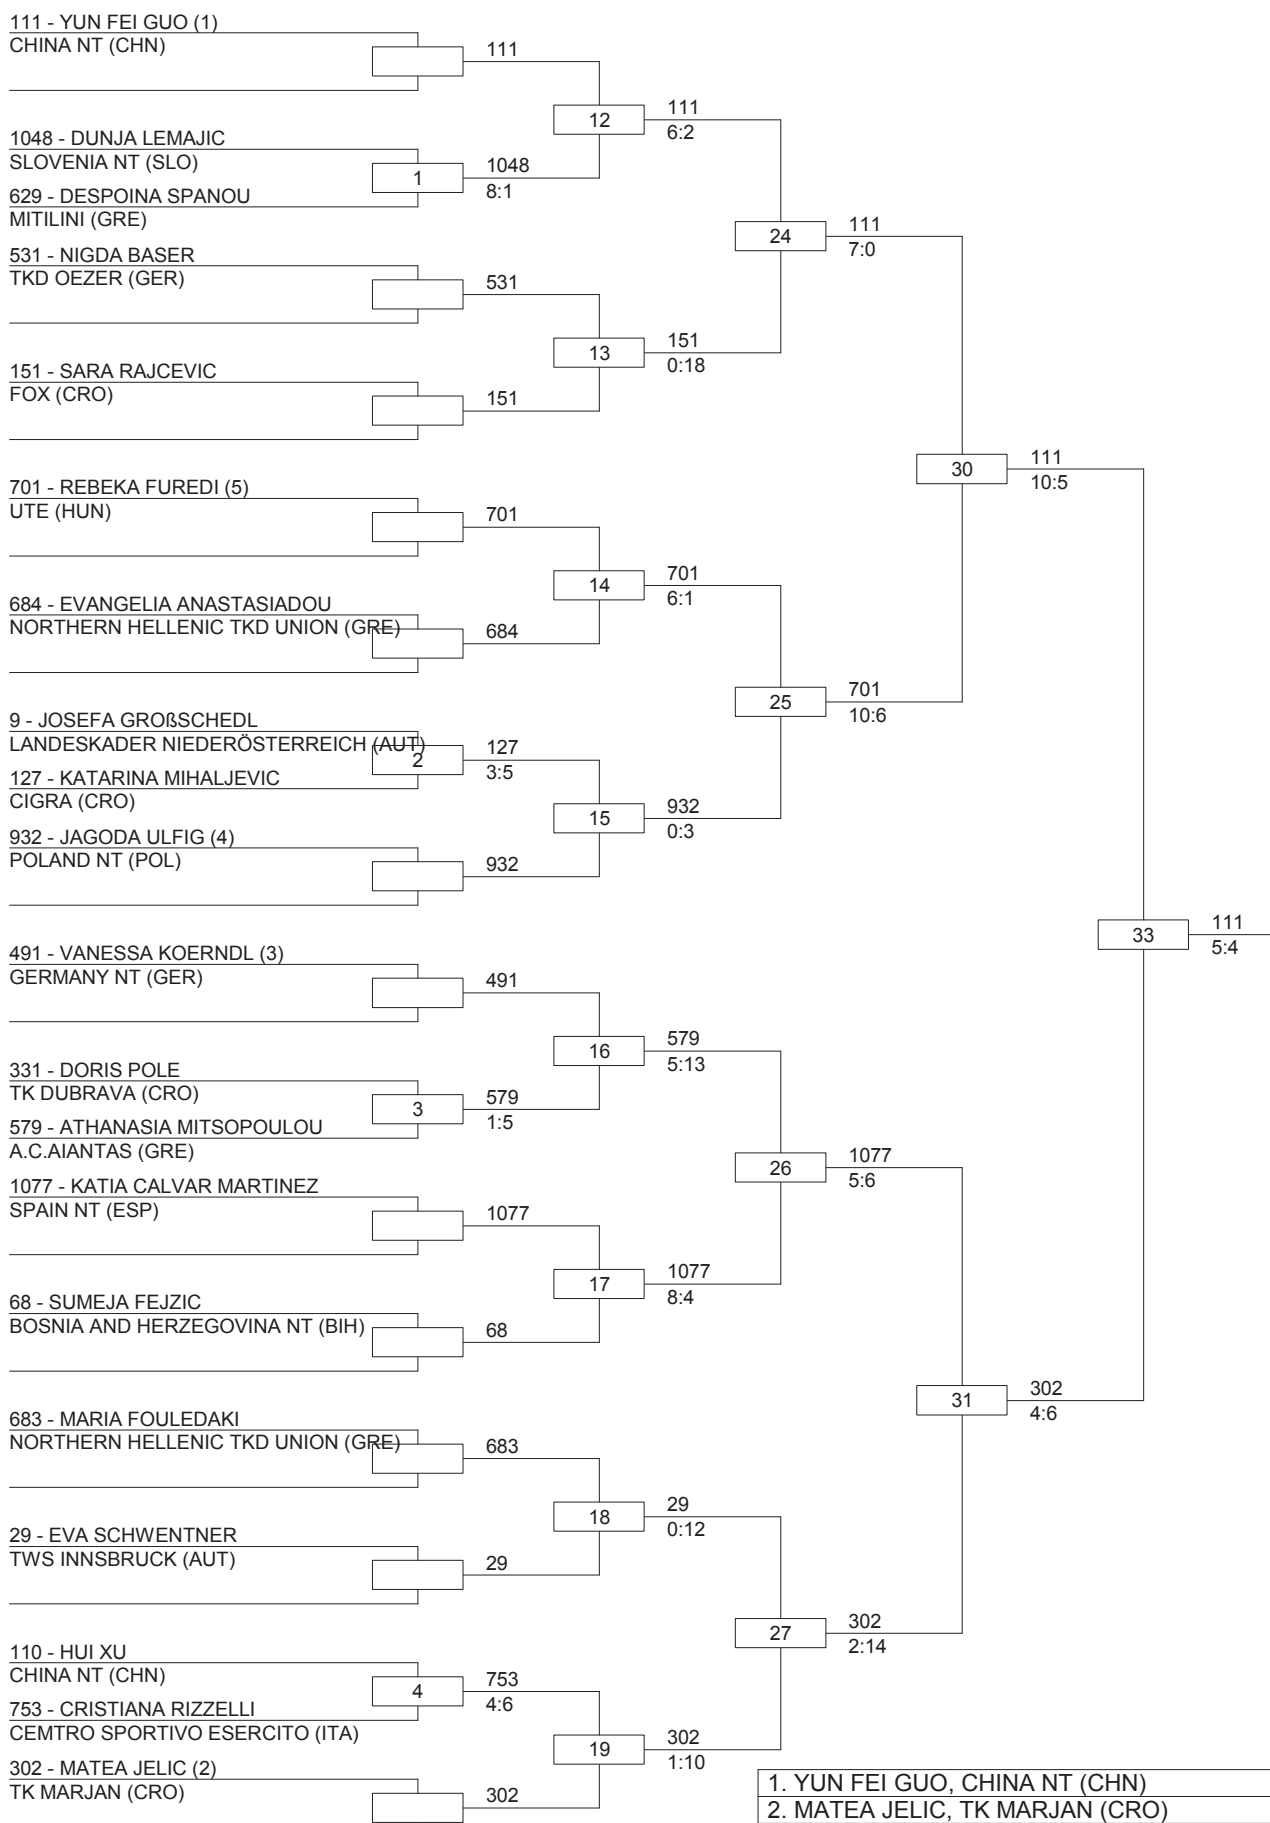 111 - YUN FEI GUO (1)
CHINA NT (CHN)
111
12
111
6:2
1048 - DUNJA LEMAJIC
SLOVENIA NT (SLO)
1
1048
8:1
629 - DESPOINA SPANOU
MITILINI (GRE)
24
111
7:0
531 - NIGDA BASER
TKD OEZER (GER)
531
13
151
0:18
151 - SARA RAJCEVIC
FOX (CRO)
151
30
111
10:5
701 - REBEKA FUREDI (5)
UTE (HUN)
701
14
701
6:1
684 - EVANGELIA ANASTASIADOU
NORTHERN HELLENIC TKD UNION (GRE)
684
25
701
10:6
9 - JOSEFA GROßSCHEDL
LANDESKADER NIEDERÖSTERREICH (AUT)
2
127
3:5
127 - KATARINA MIHALJEVIC
CIGRA (CRO)
15
932
0:3
932 - JAGODA ULFIG (4)
POLAND NT (POL)
932
33
111
5:4
491 - VANESSA KOERNDL (3)
GERMANY NT (GER)
491
16
579
5:13
331 - DORIS POLE
TK DUBRAVA (CRO)
3
579
1:5
579 - ATHANASIA MITSOPOULOU
A.C.AIANTAS (GRE)
26
1077
5:6
1077 - KATIA CALVAR MARTINEZ
SPAIN NT (ESP)
1077
17
1077
8:4
68 - SUMEJA FEJZIC
BOSNIA AND HERZEGOVINA NT (BIH)
68
31
302
4:6
683 - MARIA FOULEDAKI
NORTHERN HELLENIC TKD UNION (GRE)
683
18
29
0:12
29 - EVA SCHWENTNER
TWS INNSBRUCK (AUT)
29
27
302
2:14
110 - HUI XU
CHINA NT (CHN)
4
753
4:6
753 - CRISTIANA RIZZELLI
CEMTRO SPORTIVO ESERCITO (ITA)
19
302
1:10
302 - MATEA JELIC (2)
TK MARJAN (CRO)
302
1. YUN FEI GUO, CHINA NT (CHN)
2. MATEA JELIC, TK MARJAN (CRO)